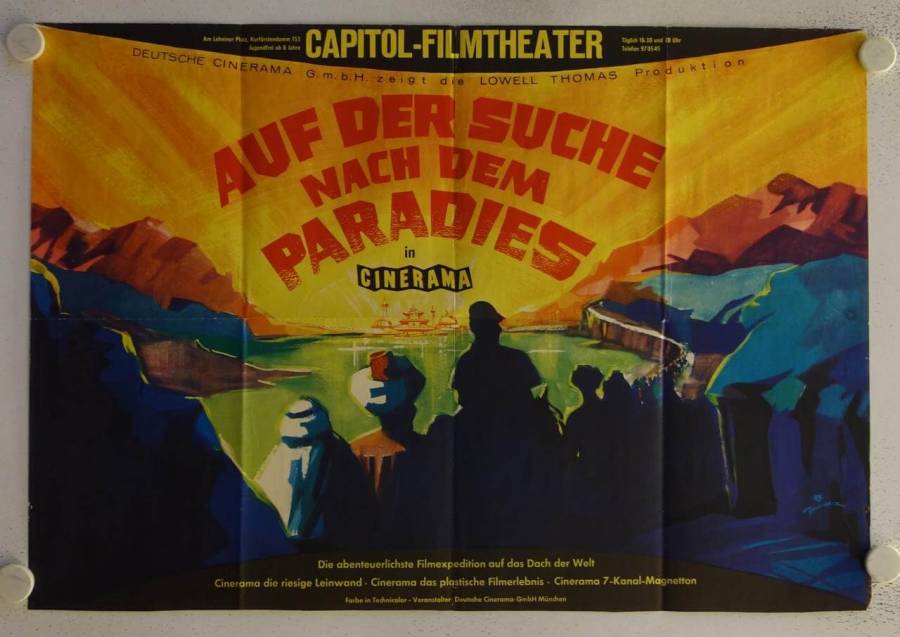 Am Lehniner Platz, Kurfürstendamm 153
Jugendfrei ab 6 Jahre
CAPITOL-FILMTHEATER
Täglich 16.30 und 20 Uhr
Telefon 970545
DEUTSCHE CINERAMA G.m.b.H. zeigt die LOWELL THOMAS Produktion
AUF DER SUCHE
NACH DEM
PARADIES
in
CINERAMA
Die abenteuerlichste Filmexpedition auf das Dach der Welt
Cinerama die riesige Leinwand · Cinerama das plastische Filmerlebnis · Cinerama 7-Kanal-Magnetton
Farbe in Technicolor - Veranstalter: Deutsche Cinerama-GmbH München